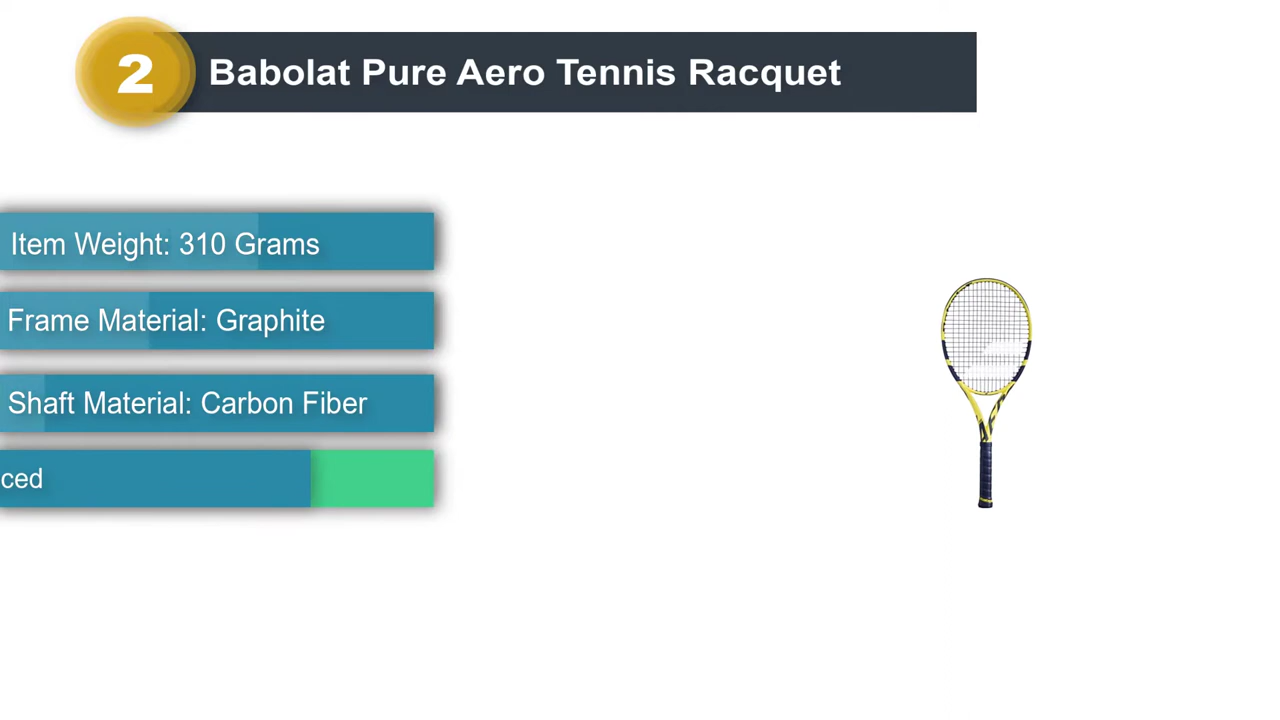 2
Babolat Pure Aero Tennis Racquet
Item Weight: 310 Grams
Frame Material: Graphite
Shaft Material: Carbon Fiber
ced